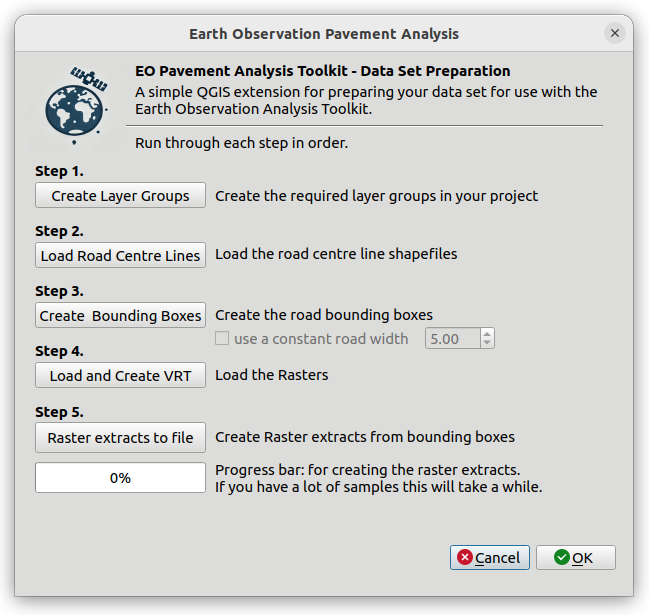 Earth Observation Pavement Analysis
EO Pavement Analysis Toolkit - Data Set Preparation
A simple QGIS extension for preparing your data set for use with the
Earth Observation Analysis Toolkit.
Run through each step in order.
Step 1.
Create Layer Groups
Create the required layer groups in your project
Step 2.
Load Road Centre Lines
Load the road centre line shapefiles
Step 3.
Create  Bounding Boxes
Create the road bounding boxes
use a constant road width
5.00
Step 4.
Load and Create VRT
Load the Rasters
Step 5.
Raster extracts to file
Create Raster extracts from bounding boxes
0%
Progress bar: for creating the raster extracts.
If you have a lot of samples this will take a while.
Cancel
OK